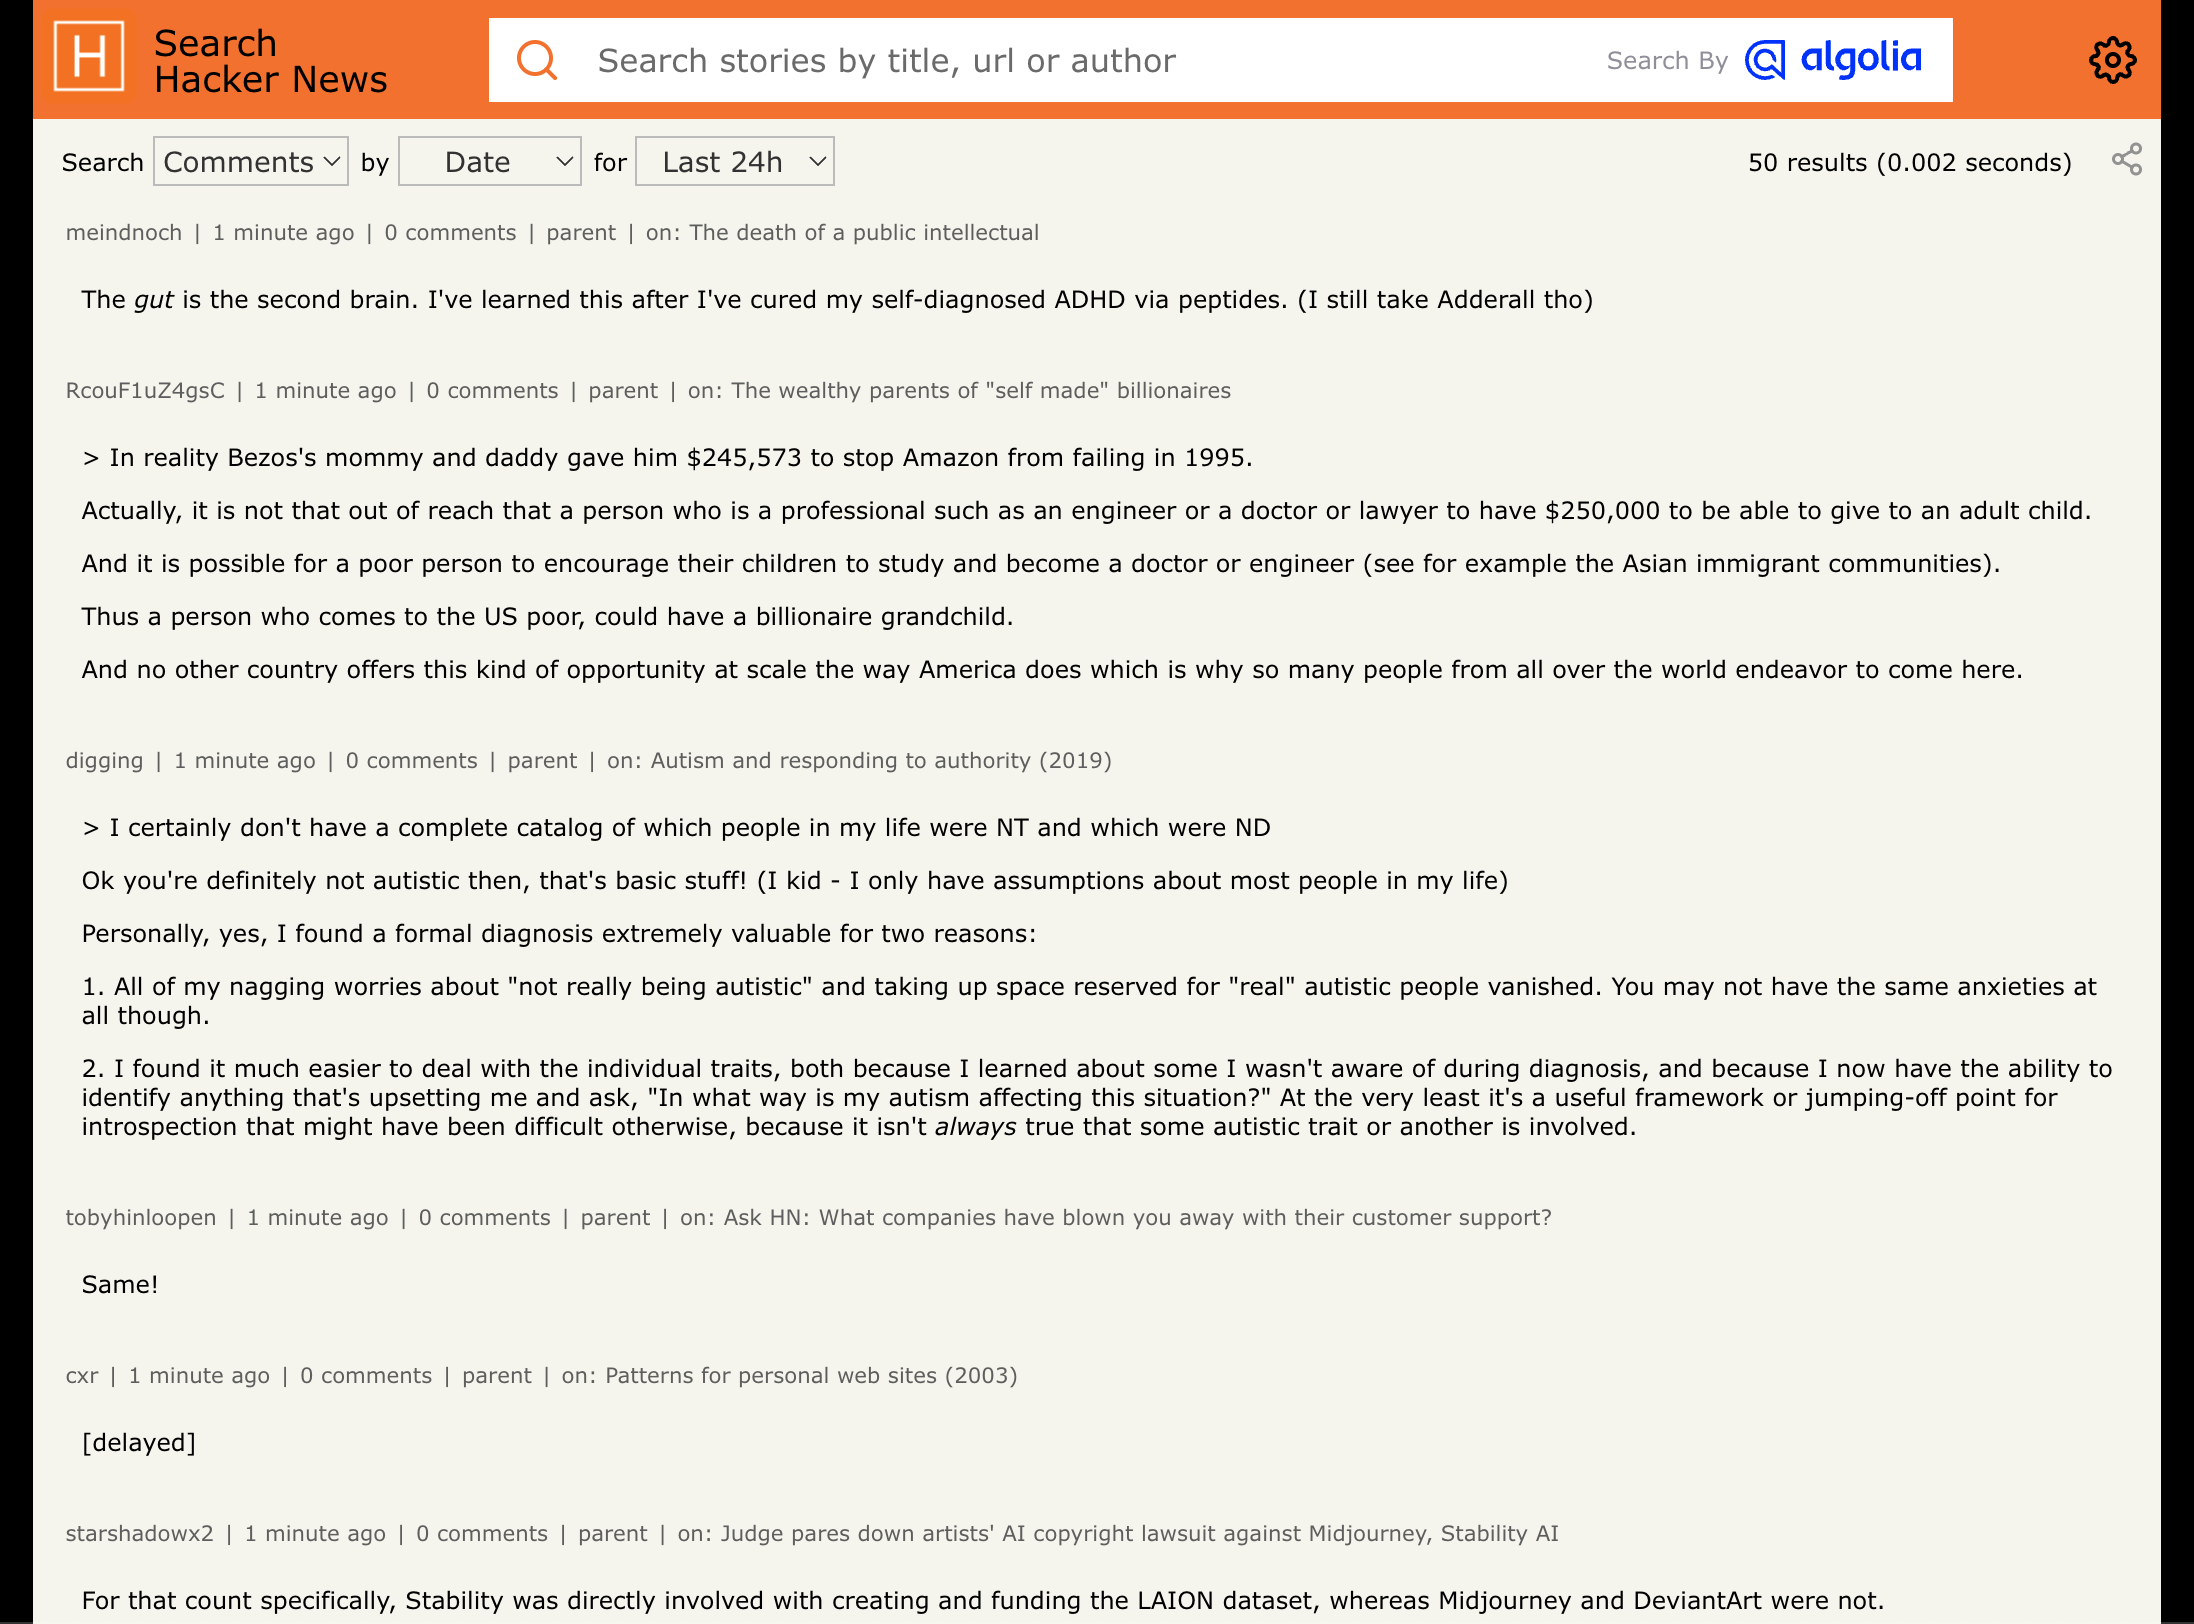 H
Search
Hacker News
Search stories by title, url or author
Search By algolia
Search Comments by Date for Last 24h 50 results (0.002 seconds)
meindnoch | 1 minute ago | 0 comments | parent | on: The death of a public intellectual
The gut is the second brain. I've learned this after I've cured my self-diagnosed ADHD via peptides. (I still take Adderall tho)
RcouF1uZ4gsC | 1 minute ago | 0 comments | parent | on: The wealthy parents of "self made" billionaires
> In reality Bezos's mommy and daddy gave him $245,573 to stop Amazon from failing in 1995.
Actually, it is not that out of reach that a person who is a professional such as an engineer or a doctor or lawyer to have $250,000 to be able to give to an adult child.
And it is possible for a poor person to encourage their children to study and become a doctor or engineer (see for example the Asian immigrant communities).
Thus a person who comes to the US poor, could have a billionaire grandchild.
And no other country offers this kind of opportunity at scale the way America does which is why so many people from all over the world endeavor to come here.
digging | 1 minute ago | 0 comments | parent | on: Autism and responding to authority (2019)
> I certainly don't have a complete catalog of which people in my life were NT and which were ND
Ok you're definitely not autistic then, that's basic stuff! (I kid - I only have assumptions about most people in my life)
Personally, yes, I found a formal diagnosis extremely valuable for two reasons:
1. All of my nagging worries about "not really being autistic" and taking up space reserved for "real" autistic people vanished. You may not have the same anxieties at
all though.
2. I found it much easier to deal with the individual traits, both because I learned about some I wasn't aware of during diagnosis, and because I now have the ability to
identify anything that's upsetting me and ask, "In what way is my autism affecting this situation?" At the very least it's a useful framework or jumping-off point for
introspection that might have been difficult otherwise, because it isn't always true that some autistic trait or another is involved.
tobyhinloopen | 1 minute ago | 0 comments | parent | on: Ask HN: What companies have blown you away with their customer support?
Same!
cxr | 1 minute ago | 0 comments | parent | on: Patterns for personal web sites (2003)
[delayed]
starshadowx2 | 1 minute ago | 0 comments | parent | on: Judge pares down artists' AI copyright lawsuit against Midjourney, Stability AI
For that count specifically, Stability was directly involved with creating and funding the LAION dataset, whereas Midjourney and DeviantArt were not.